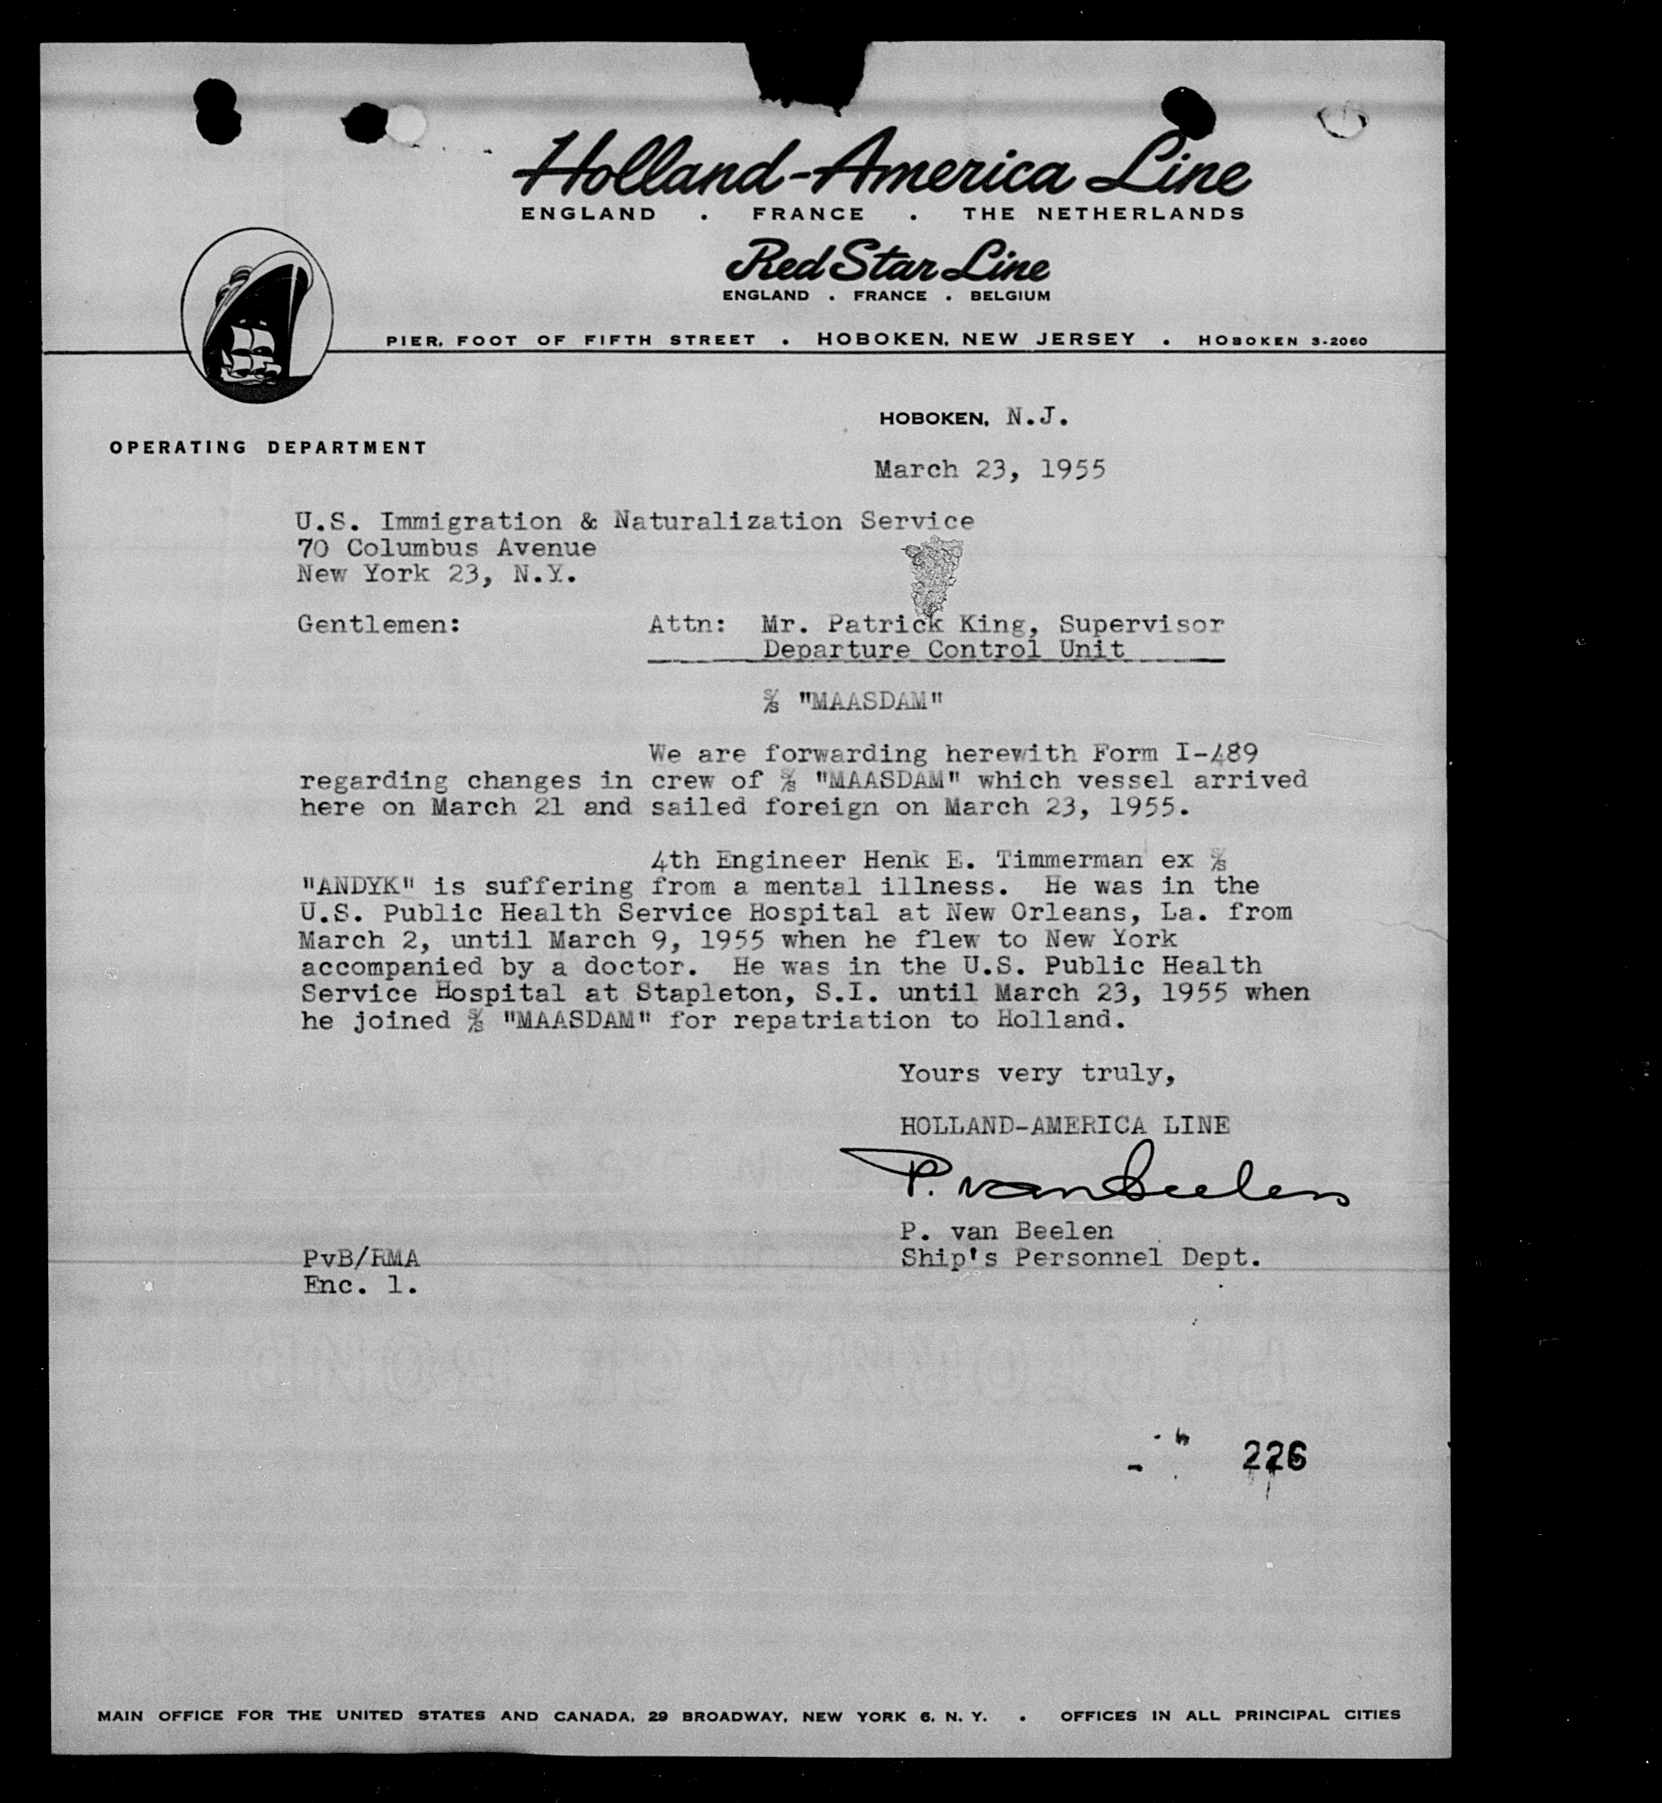 Holland-America Line
ENGLAND . FRANCE . THE NETHERLANDS
Red Star Line
ENGLAND . FRANCE . BELGIUM
PIER, FOOT OF FIFTH STREET . HOBOKEN, NEW JERSEY . HOBOKEN 3-2060
HOBOKEN, N.J.
OPERATING DEPARTMENT
March 23, 1955
U.S. Immigration & Naturalization Service
70 Columbus Avenue
New York 23, N.Y.
Gentlemen: Attn: Mr. Patrick King, Supervisor
Departure Control Unit
S/S "MAASDAM"
We are forwarding herewith Form I-489
regarding changes in crew of S/S "MAASDAM" which vessel arrived
here on March 21 and sailed foreign on March 23, 1955.
4th Engineer Henk E. Timmerman ex S/S
"ANDYK" is suffering from a mental illness. He was in the
U.S. Public Health Service Hospital at New Orleans, La. from
March 2, until March 9, 1955 when he flew to New York
accompanied by a doctor. He was in the U.S. Public Health
Service Hospital at Stapleton, S.I. until March 23, 1955 when
he joined S/S "MAASDAM" for repatriation to Holland.
Yours very truly,
HOLLAND-AMERICA LINE
P. van Beelen
P. van Beelen
PvB/RMA Ship's Personnel Dept.
Enc. 1.
226
MAIN OFFICE FOR THE UNITED STATES AND CANADA, 29 BROADWAY, NEW YORK 6, N. Y. . OFFICES IN ALL PRINCIPAL CITIES